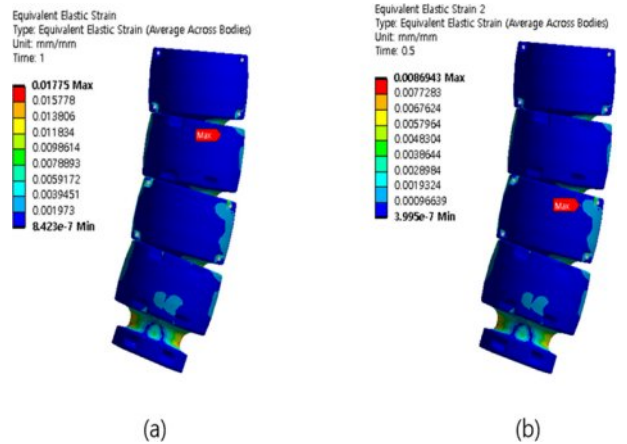 Equivalent Elastic Strain
Type: Equivalent Elastic Strain (Average Across Bodies)
Unit: mm/mm
Time: 1
0.01775 Max
0.015778
0.013806
0.011834
0.0098614
0.0078893
0.0059172
0.0039451
0.001973
8.423e-7 Min
Max
(a)
Equivalent Elastic Strain 2
Type: Equivalent Elastic Strain (Average Across Bodies)
Unit: mm/mm
Time: 0.5
0.0086943 Max
0.0077283
0.0067624
0.0057964
0.0048304
0.0038644
0.0028984
0.0019324
0.00096639
3.995e-7 Min
Max
(b)